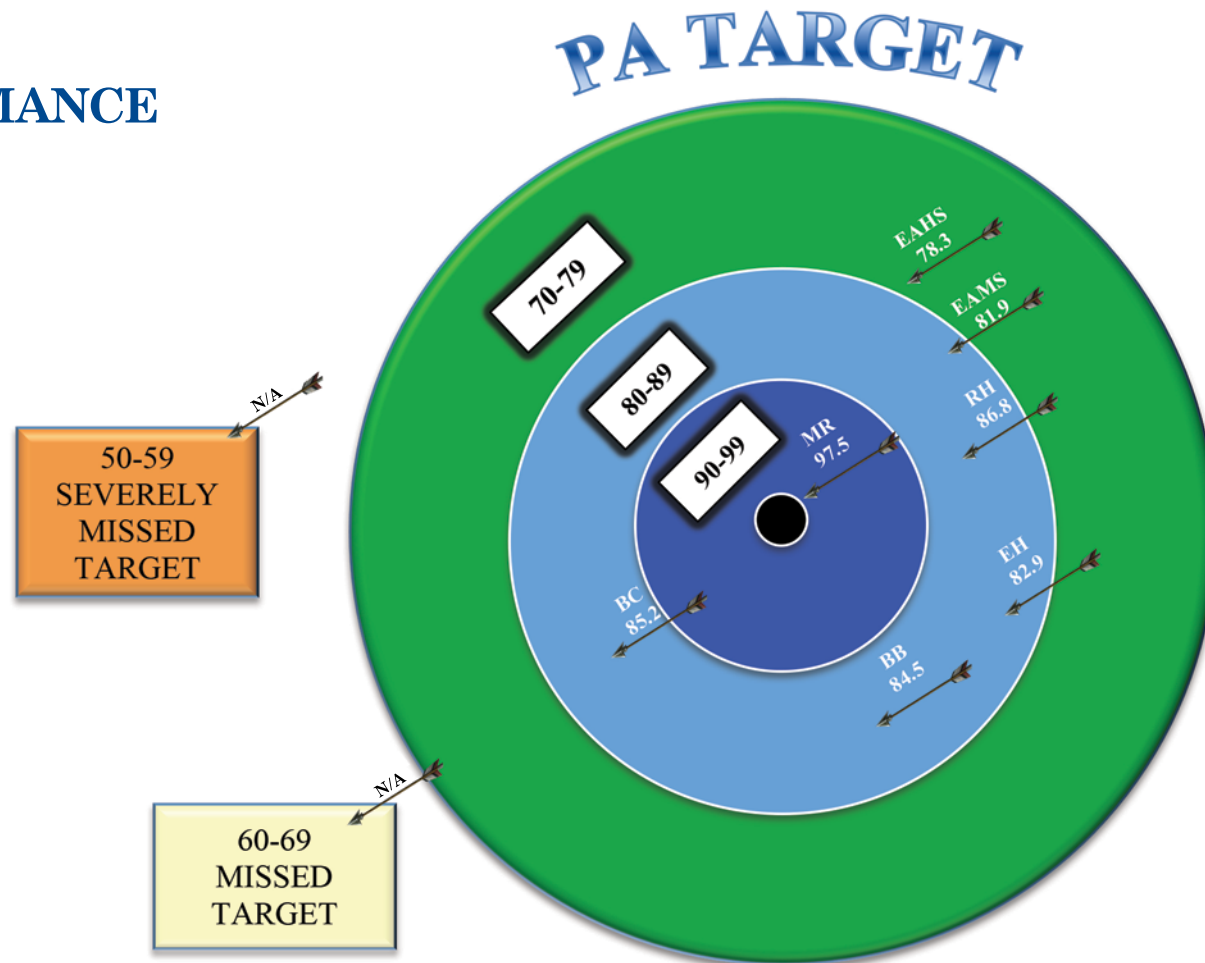 PA TARGET
MANCE
EAHS
78.3
70-79
EAMS
81.9
80-89
RH
86.8
N/A
MR
97.5
90-99
50-59
SEVERELY
MISSED
TARGET
EH
82.9
BC
85.2
BB
84.5
N/A
60-69
MISSED
TARGET